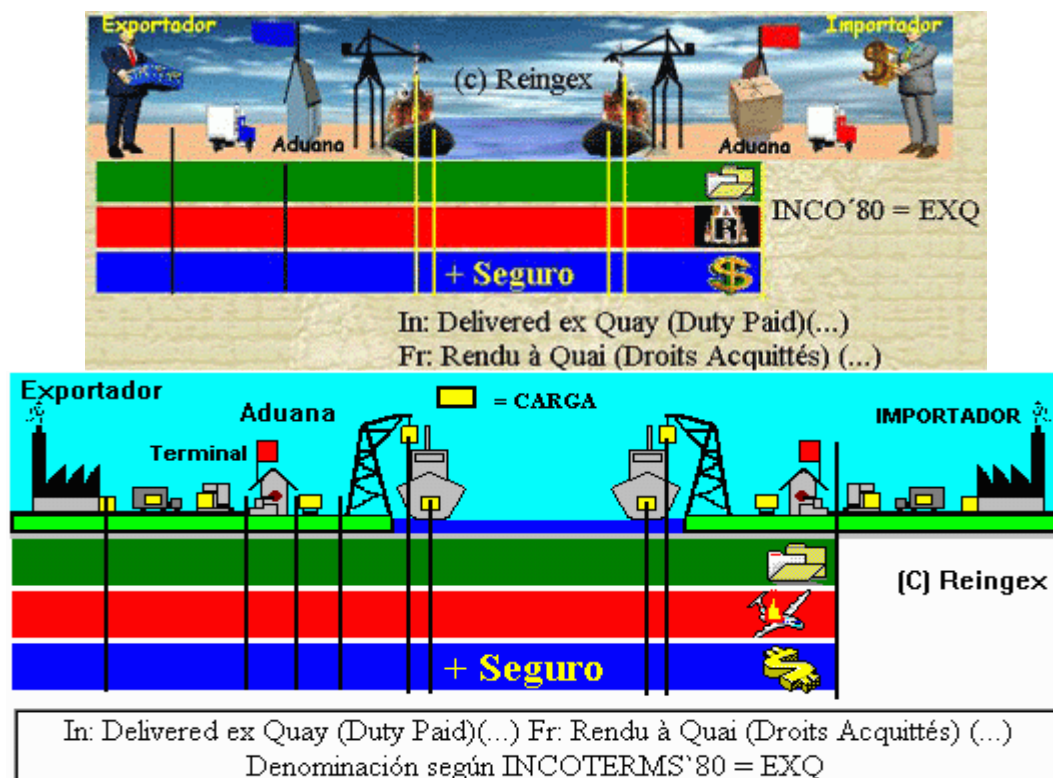 Exportador
Importador
(c) Reingex
Aduana
Aduana
R
INCO´80 = EXQ
$
+ Seguro
In: Delivered ex Quay (Duty Paid)(...)
Fr: Rendu à Quai (Droits Acquittés) (...)
Exportador
Aduana
= CARGA
IMPORTADOR
Terminal
(C) Reingex
+ Seguro
In: Delivered ex Quay (Duty Paid)(...) Fr: Rendu à Quai (Droits Acquittés) (...)
Denominación según INCOTERMS`80 = EXQ